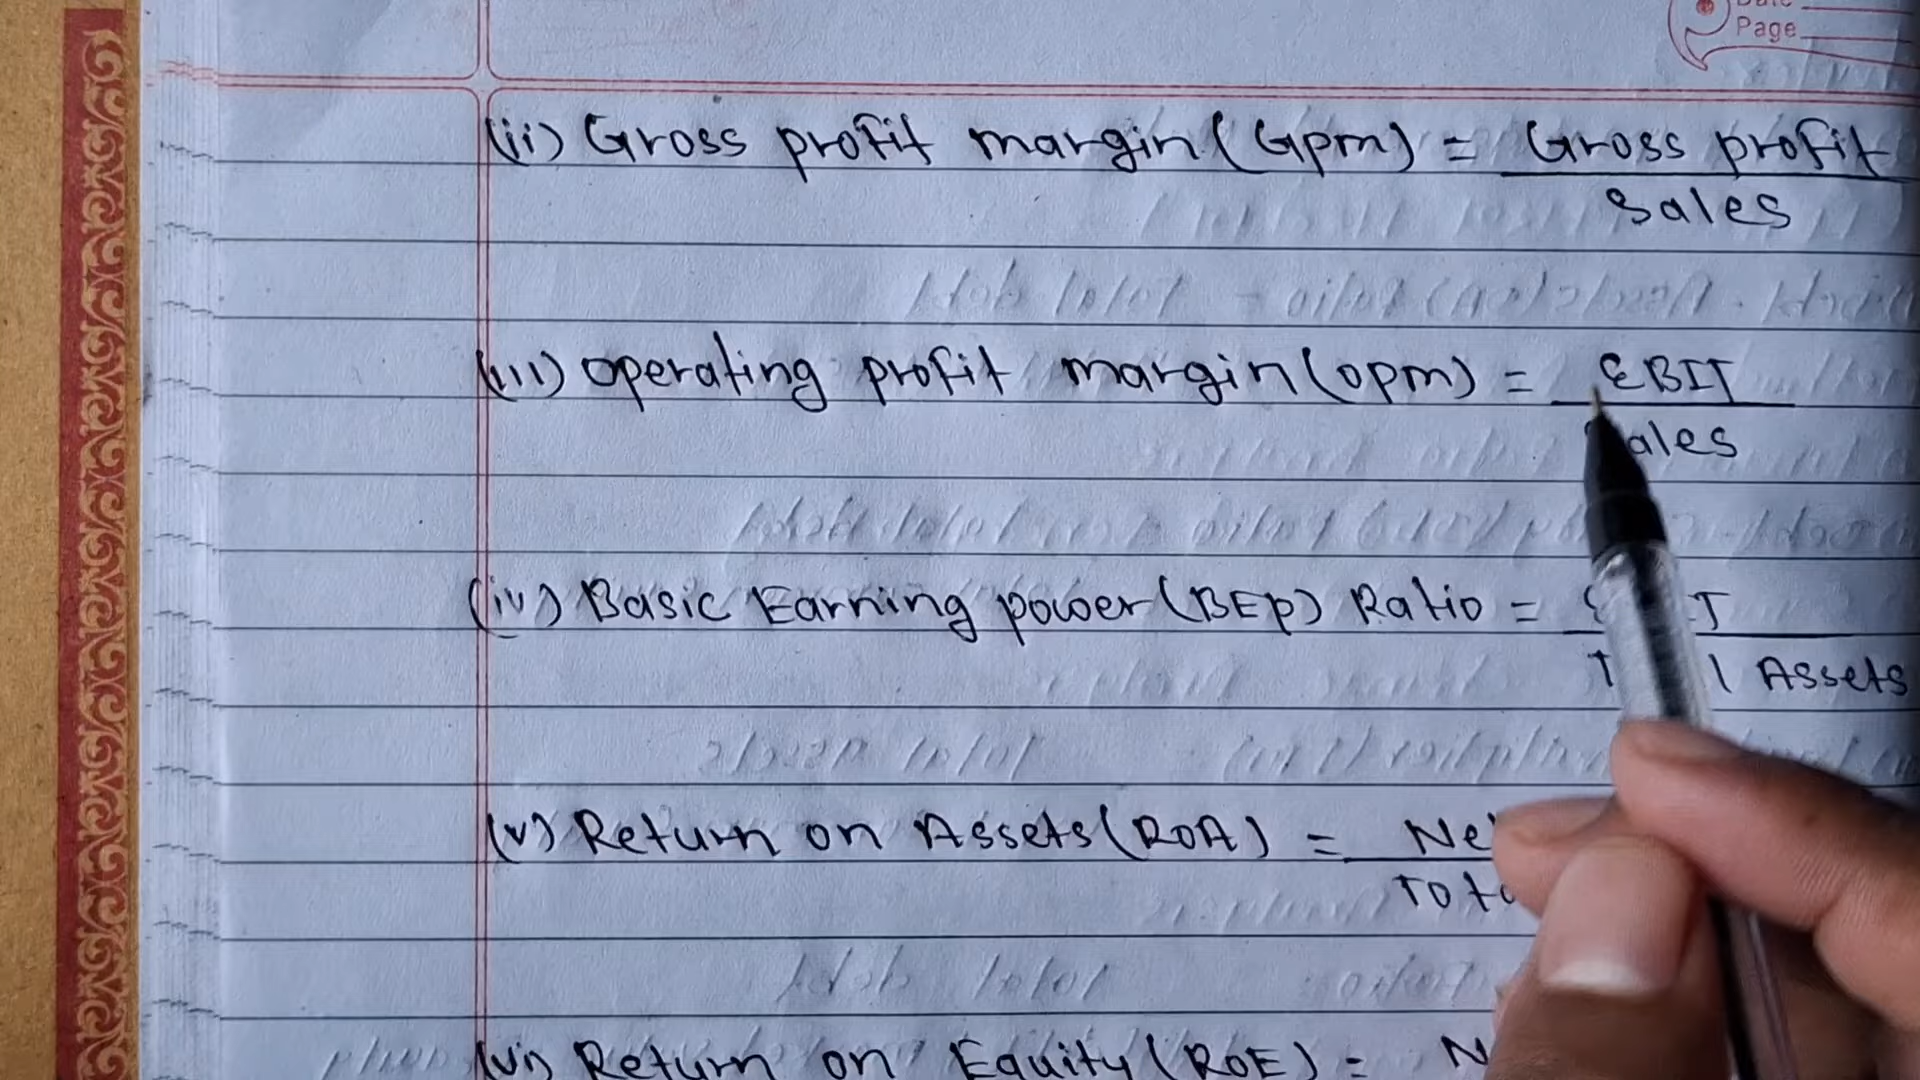 Page
(ii) Gross profit margin (Gpm) = Gross profit
Sales
(iii) operating profit margin (opm) = EBIT
ales
(iv) Basic Earning power (BEp) Ratio =
Assets
(v) Return on Assets (ROA) = Ne
Tot
(vi) Return on Equity (ROE) = N